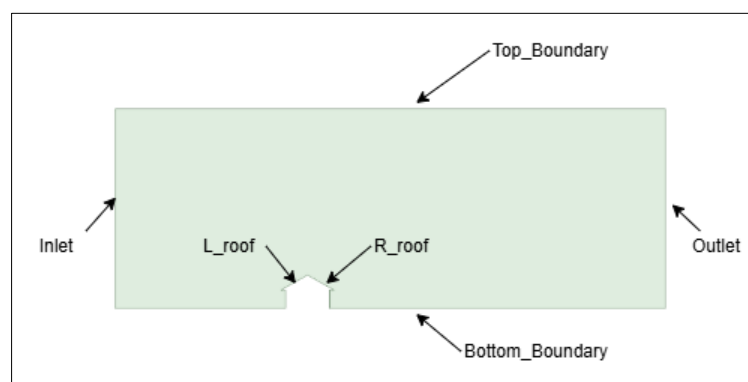 Top_Boundary
Inlet
L_roof
R_roof
Outlet
Bottom_Boundary